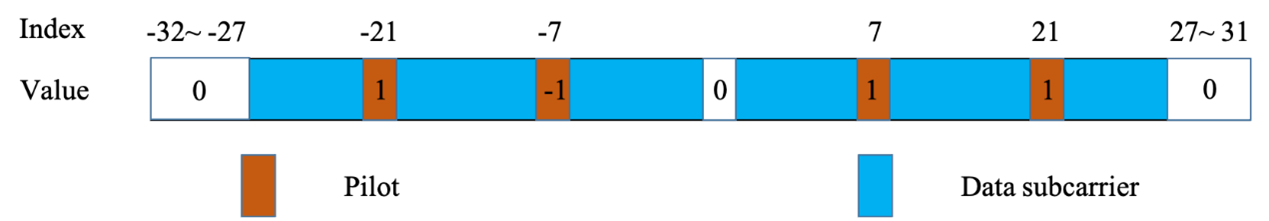 Index -32~ -27 -21 -7 7 21 27~ 31
Value 0 1 -1 0 1 1 0
Pilot Data subcarrier